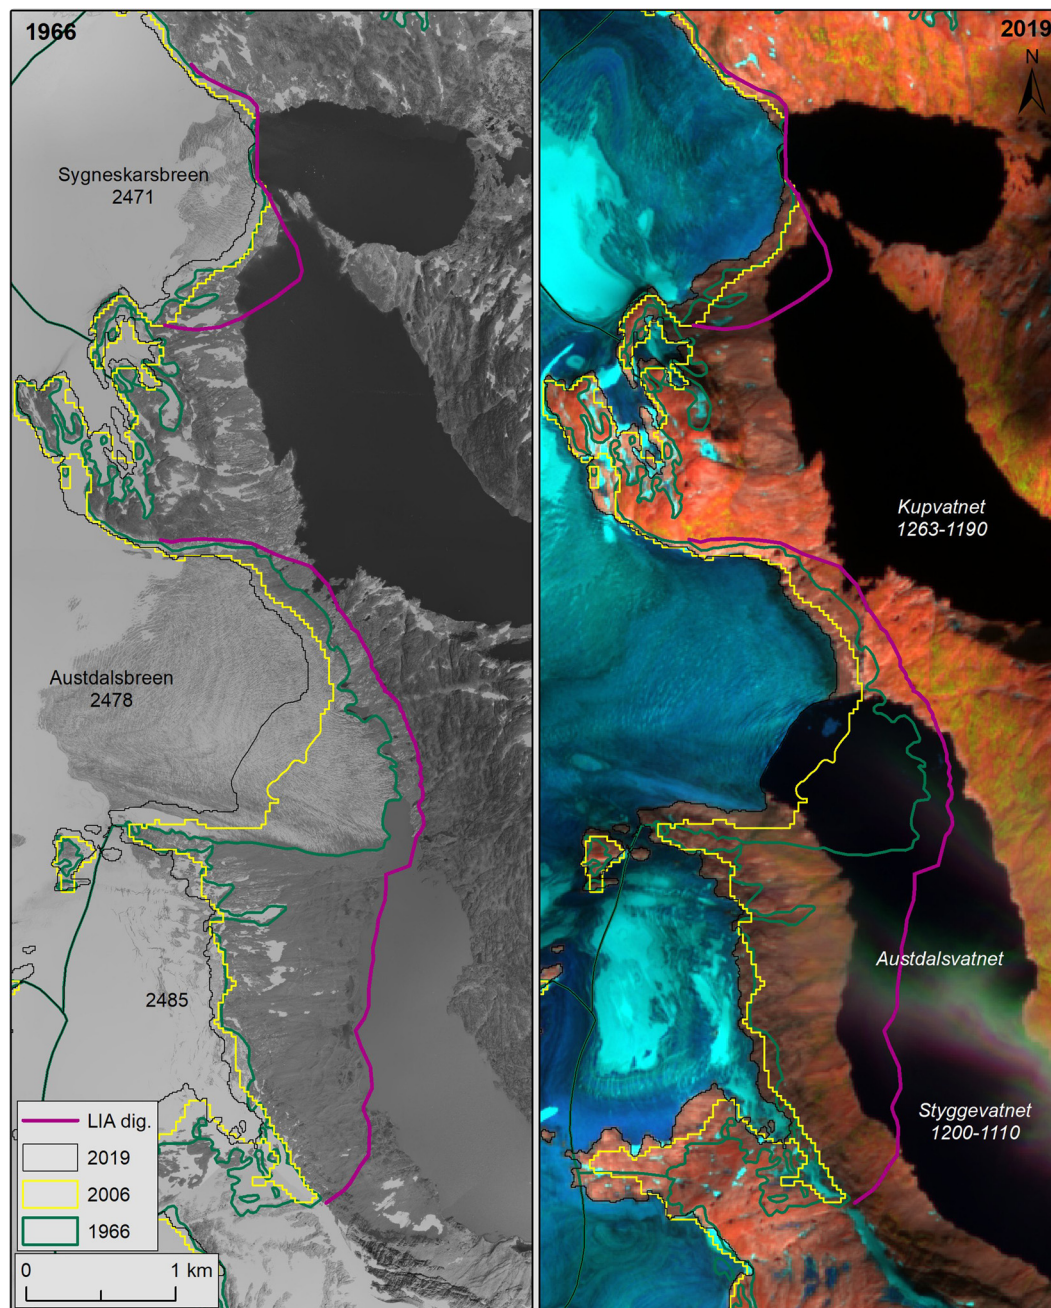 1966
Sygneskarsbreen
2471
Austdalsbreen
2478
2485
LIA dig.
2019
2006
1966
0
1 km
2019
N
Kupvatnet
1263-1190
Austdalsvatnet
Styggevatnet
1200-1110